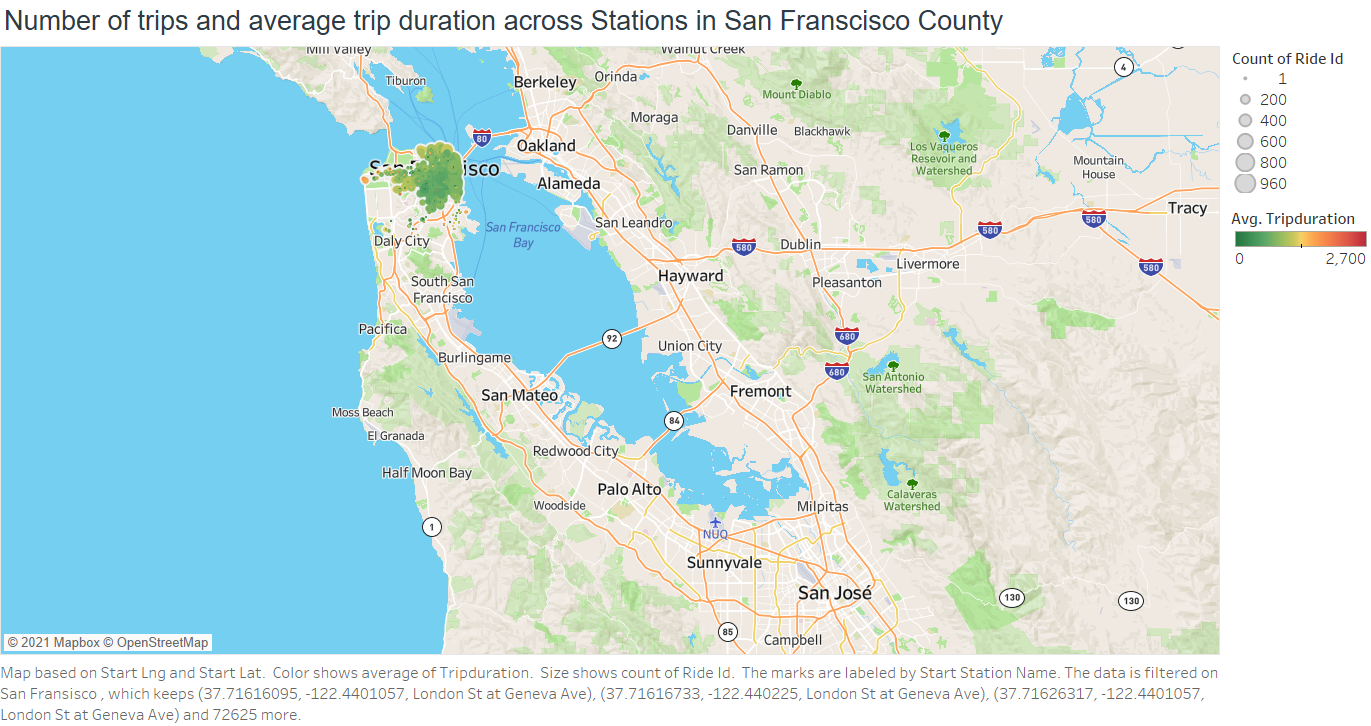 Number of trips and average trip duration across Stations in San Franscisco County
Mill Valley
Walnut Creek
Count of Ride Id
4
Tiburon
Berkeley
Orinda
1
Mount Diablo
200
Moraga
400
80
Danville
Blackhawk
Oakland
600
Los Vaqueros
Resevoir and
Watershed
Mountain
House
800
isco
San Ramon
Alameda
960
Tracy
San Francisco
Bay
San Leandro
580
580
Avg. Tripduration
Daly City
580
Dublin
Livermore
0
2,700
580
Hayward
South San
Francisco
Pleasanton
Pacifica
92
680
Union City
Burlingame
680
San Antonio
Watershed
San Mateo
Fremont
Moss Beach
84
El Granada
Redwood City
Half Moon Bay
Palo Alto
Calaveras
Watershed
Woodside
Milpitas
1
NUQ
Sunnyvale
San José
130
130
85
Campbell
© 2021 Mapbox © OpenStreetMap
Map based on Start Lng and Start Lat.  Color shows average of Tripduration.  Size shows count of Ride Id.  The marks are labeled by Start Station Name. The data is filtered on
San Fransisco , which keeps (37.71616095, -122.4401057, London St at Geneva Ave), (37.71616733, -122.440225, London St at Geneva Ave), (37.71626317, -122.4401057,
London St at Geneva Ave) and 72625 more.